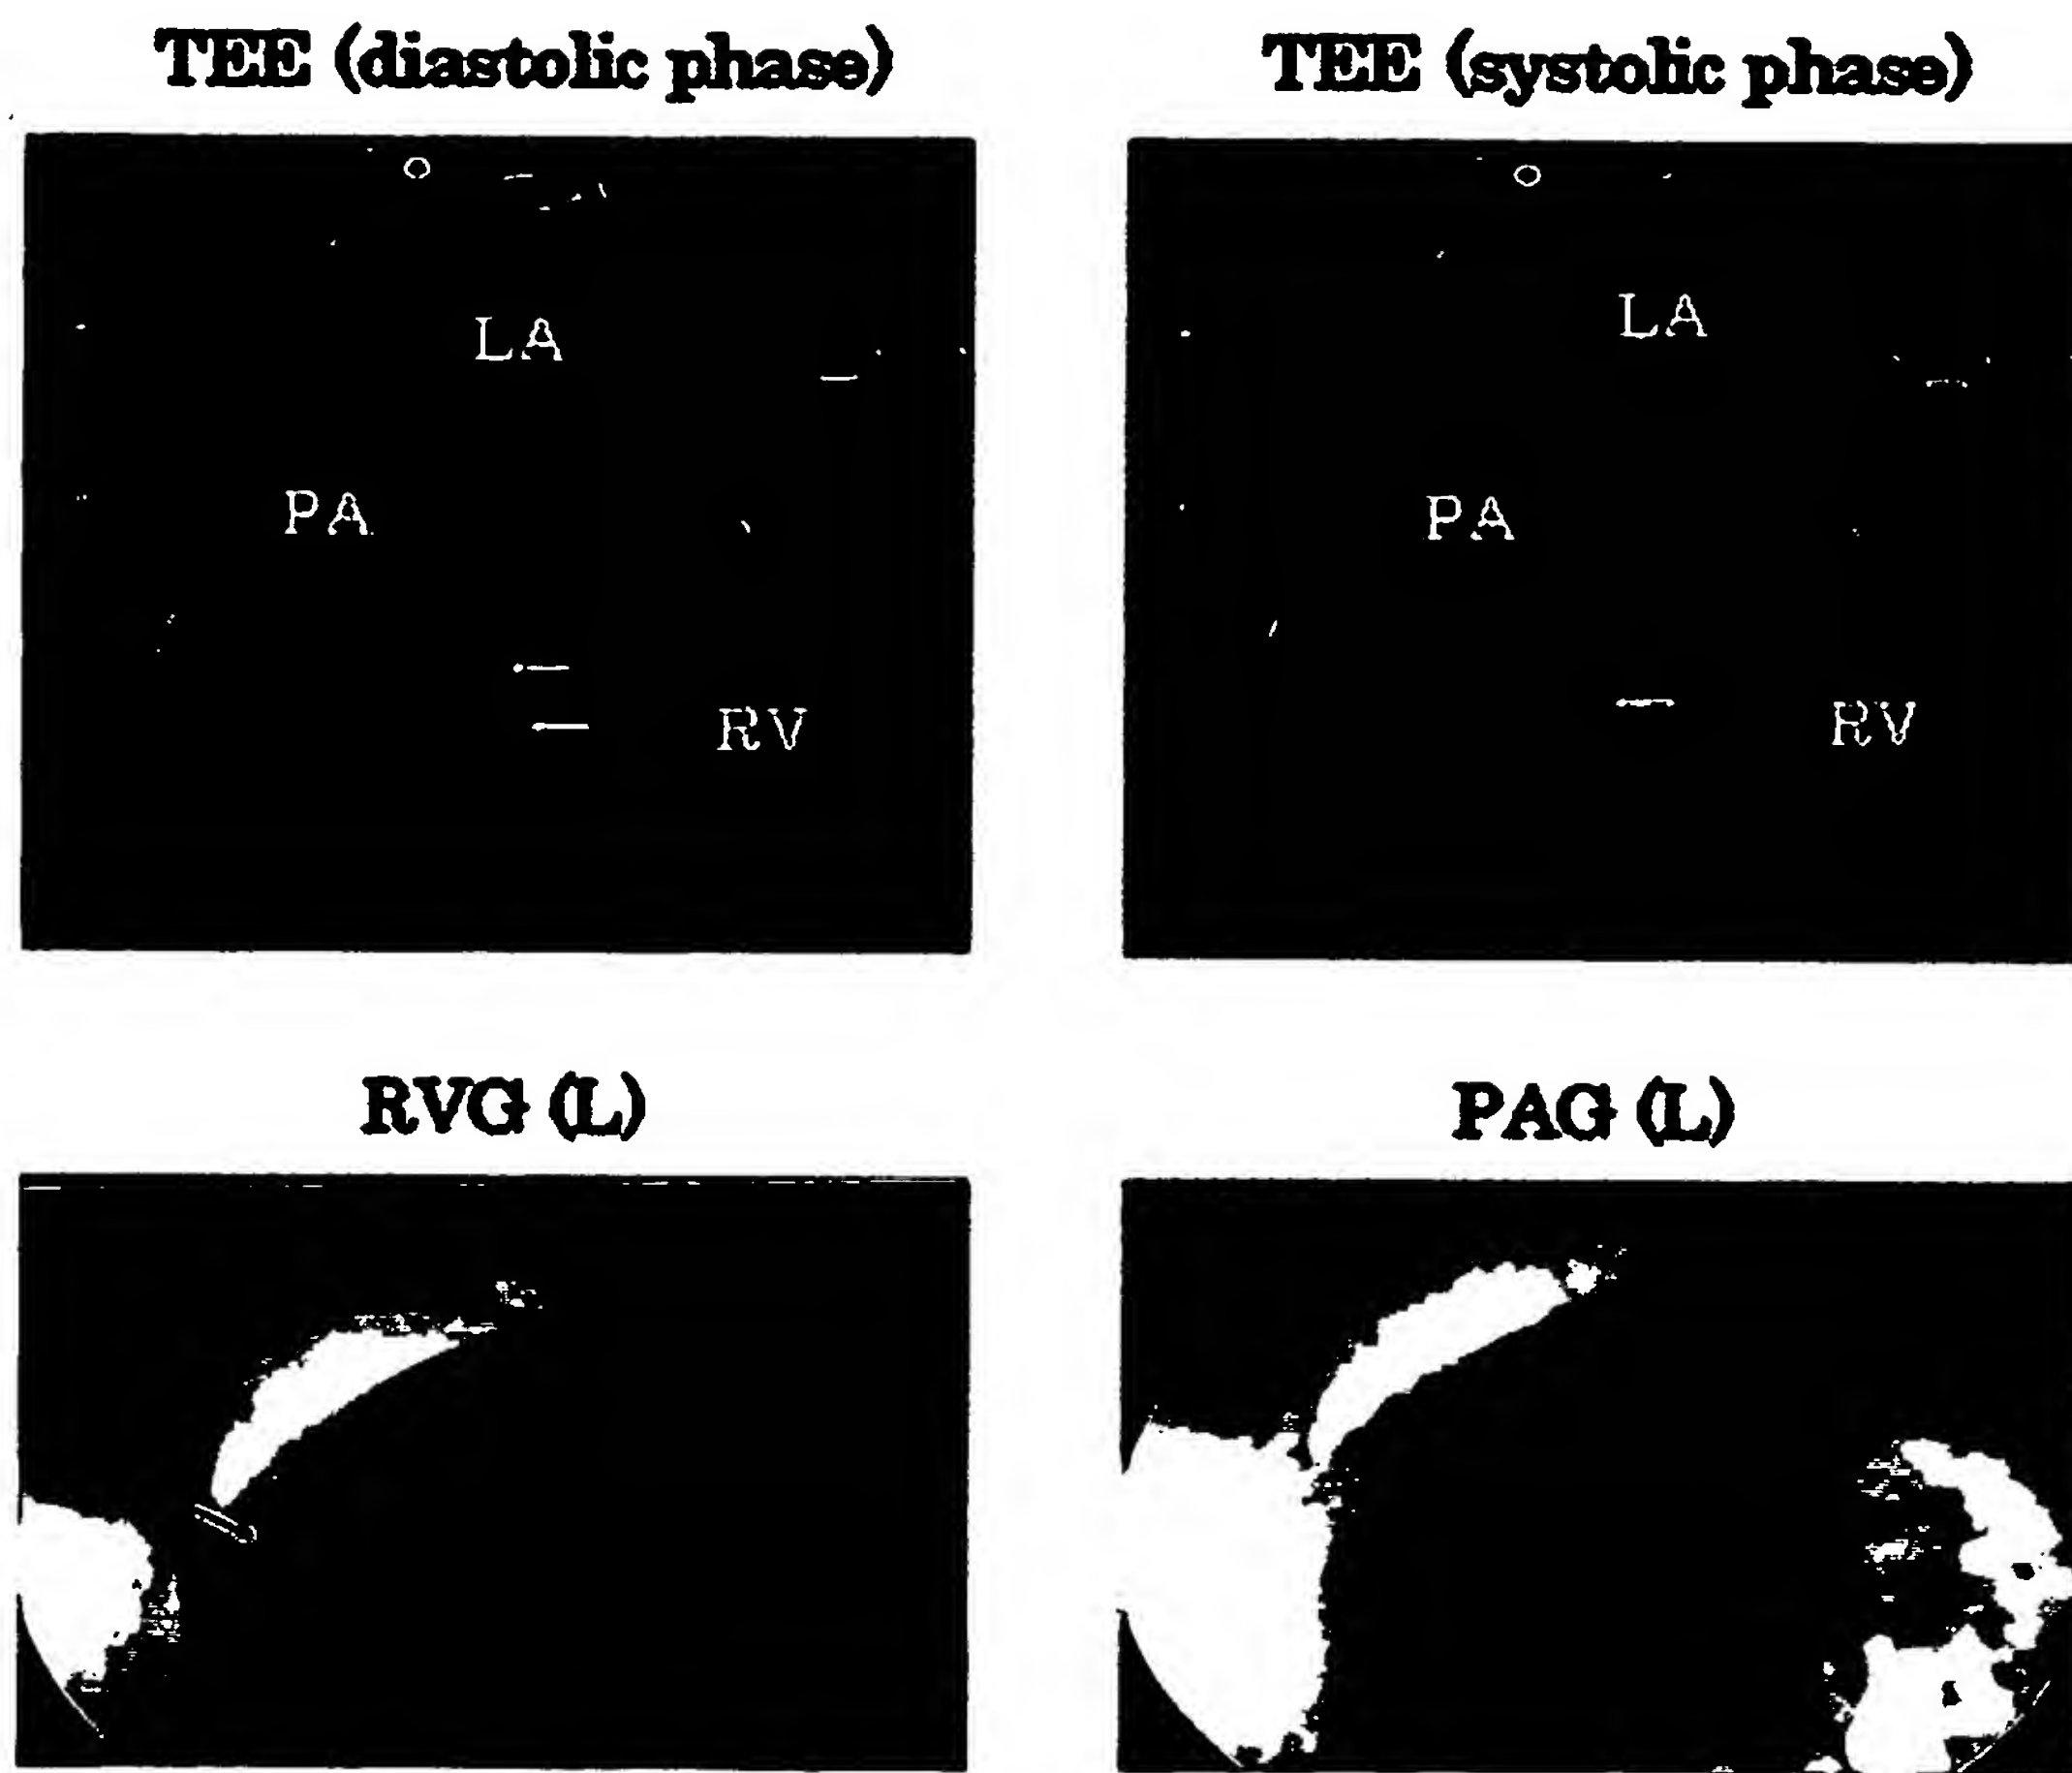 TEE (diastolic phase)
TEE (systolic phase)
LA
PA
RV
LA
PA
RV
RVG (L)
PAG (L)